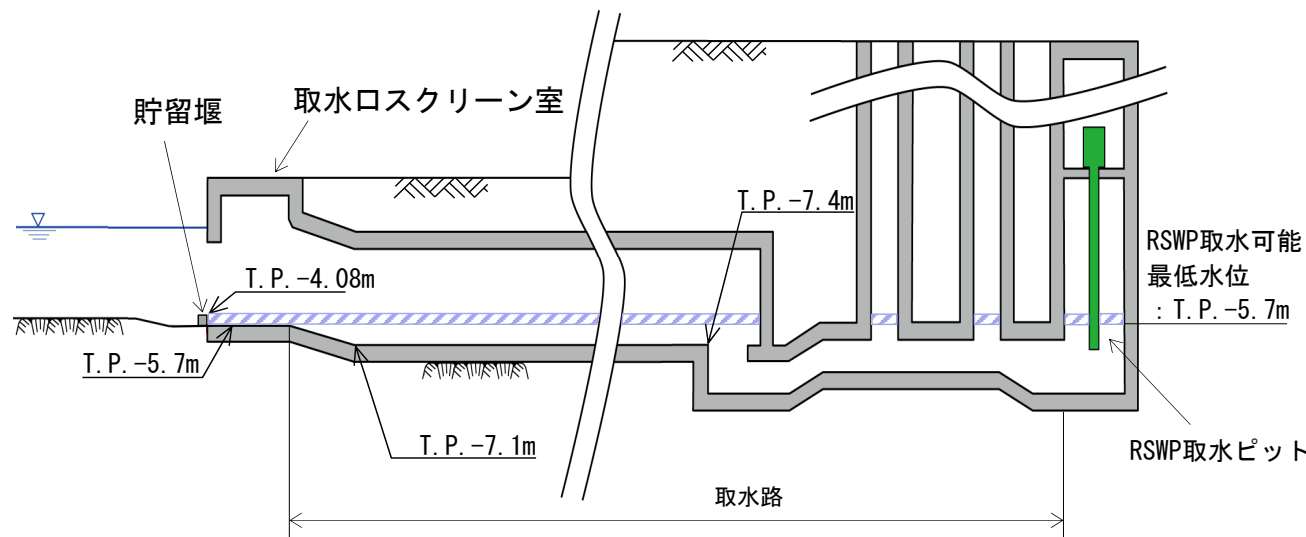 貯留堰
取水口スクリーン室
T.P.-7.4m
RSWP取水可能
最低水位
: T.P.-5.7m
T.P.-4.08m
T.P.-5.7m
T.P.-7.1m
RSWP取水ピット
取水路